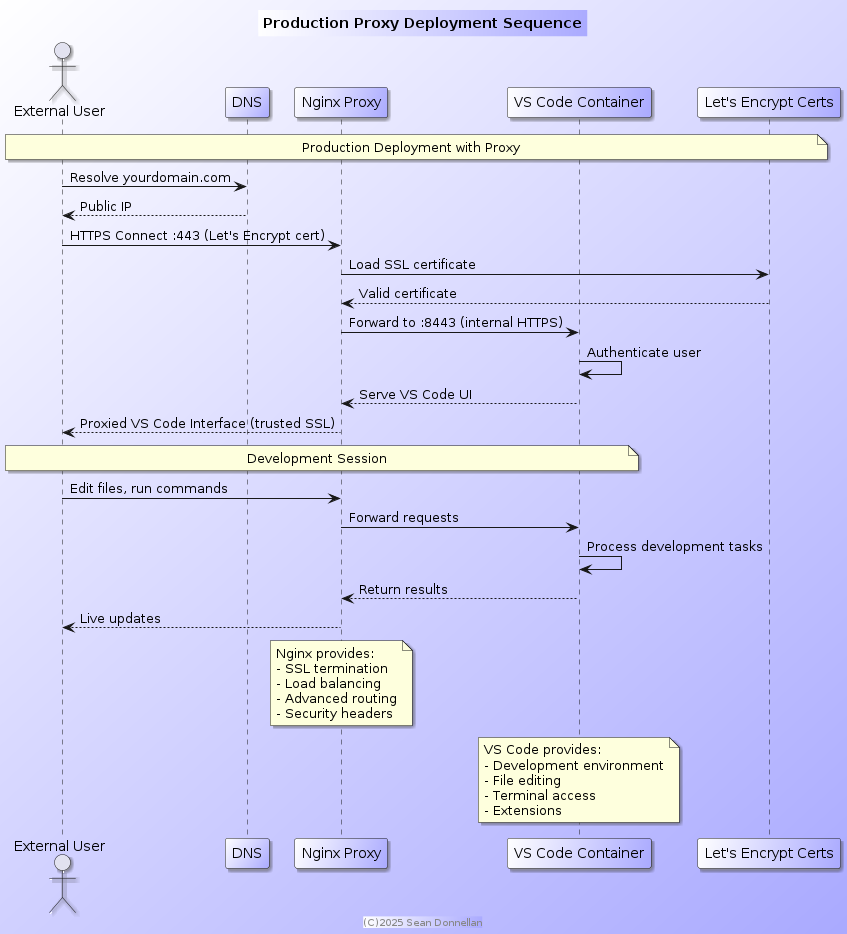 Production Proxy Deployment Sequence
External User
DNS
Nginx Proxy
VS Code Container
Let's Encrypt Certs
Production Deployment with Proxy
Resolve yourdomain.com
Public IP
HTTPS Connect :443 (Let's Encrypt cert)
Load SSL certificate
Valid certificate
Forward to :8443 (internal HTTPS)
Authenticate user
Serve VS Code UI
Proxied VS Code Interface (trusted SSL)
Development Session
Edit files, run commands
Forward requests
Process development tasks
Return results
Live updates
Nginx provides:
- SSL termination
- Load balancing
- Advanced routing
- Security headers
VS Code provides:
- Development environment
- File editing
- Terminal access
- Extensions
External User
DNS
Nginx Proxy
VS Code Container
Let's Encrypt Certs
(C)2025 Sean Donnellan